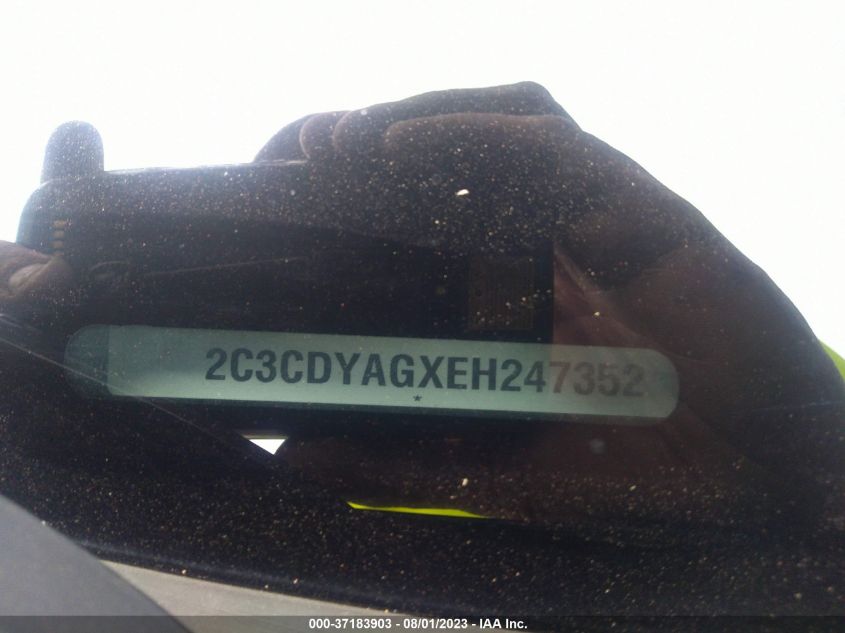 2C3CDYAGXEH247352
*
000-37183903 - 08/01/2023 - IAA Inc.